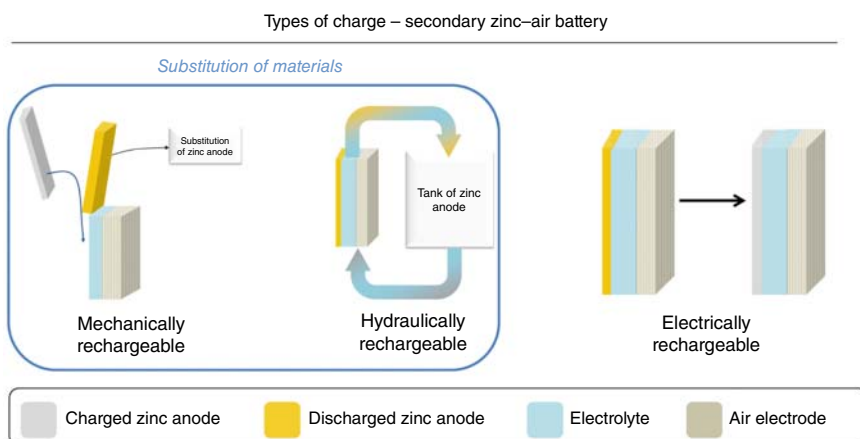 Types of charge – secondary zinc–air battery
Substitution of materials
Substitution
of zinc anode
Tank of zinc
anode
Mechanically
rechargeable
Hydraulically
rechargeable
Electrically
rechargeable
Charged zinc anode
Discharged zinc anode
Electrolyte
Air electrode